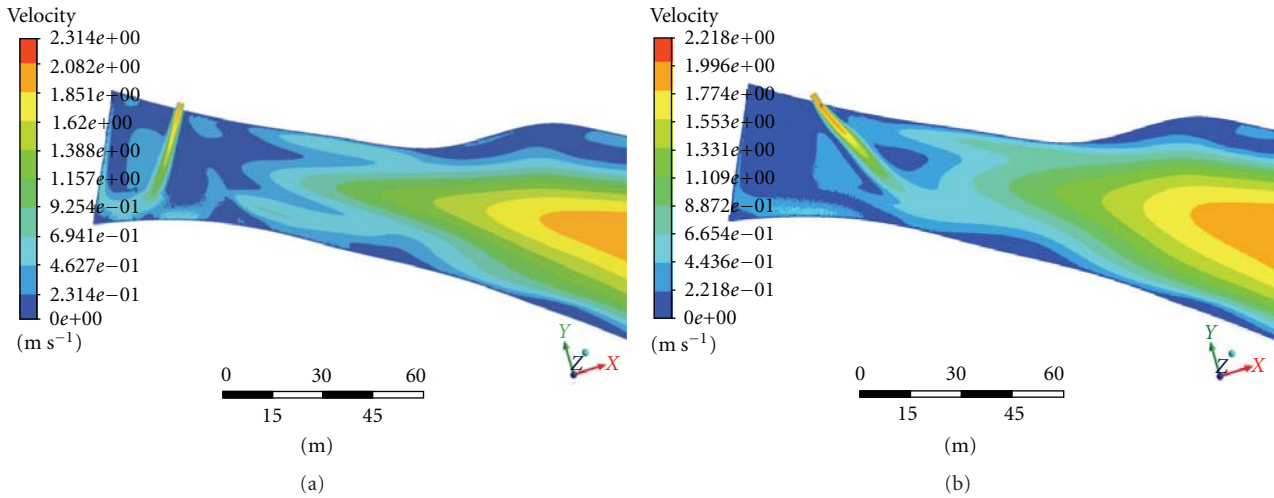 Velocity
2.314e+00
2.082e+00
1.851e+00
1.62e+00
1.388e+00
1.157e+00
9.254e−01
6.941e−01
4.627e−01
2.314e−01
0e+00
(m s⁻¹)
Y
Z
X
0 30 60
15 45
(m)
(a)
Velocity
2.218e+00
1.996e+00
1.774e+00
1.553e+00
1.331e+00
1.109e+00
8.872e−01
6.654e−01
4.436e−01
2.218e−01
0e+00
(m s⁻¹)
Y
Z
X
0 30 60
15 45
(m)
(b)